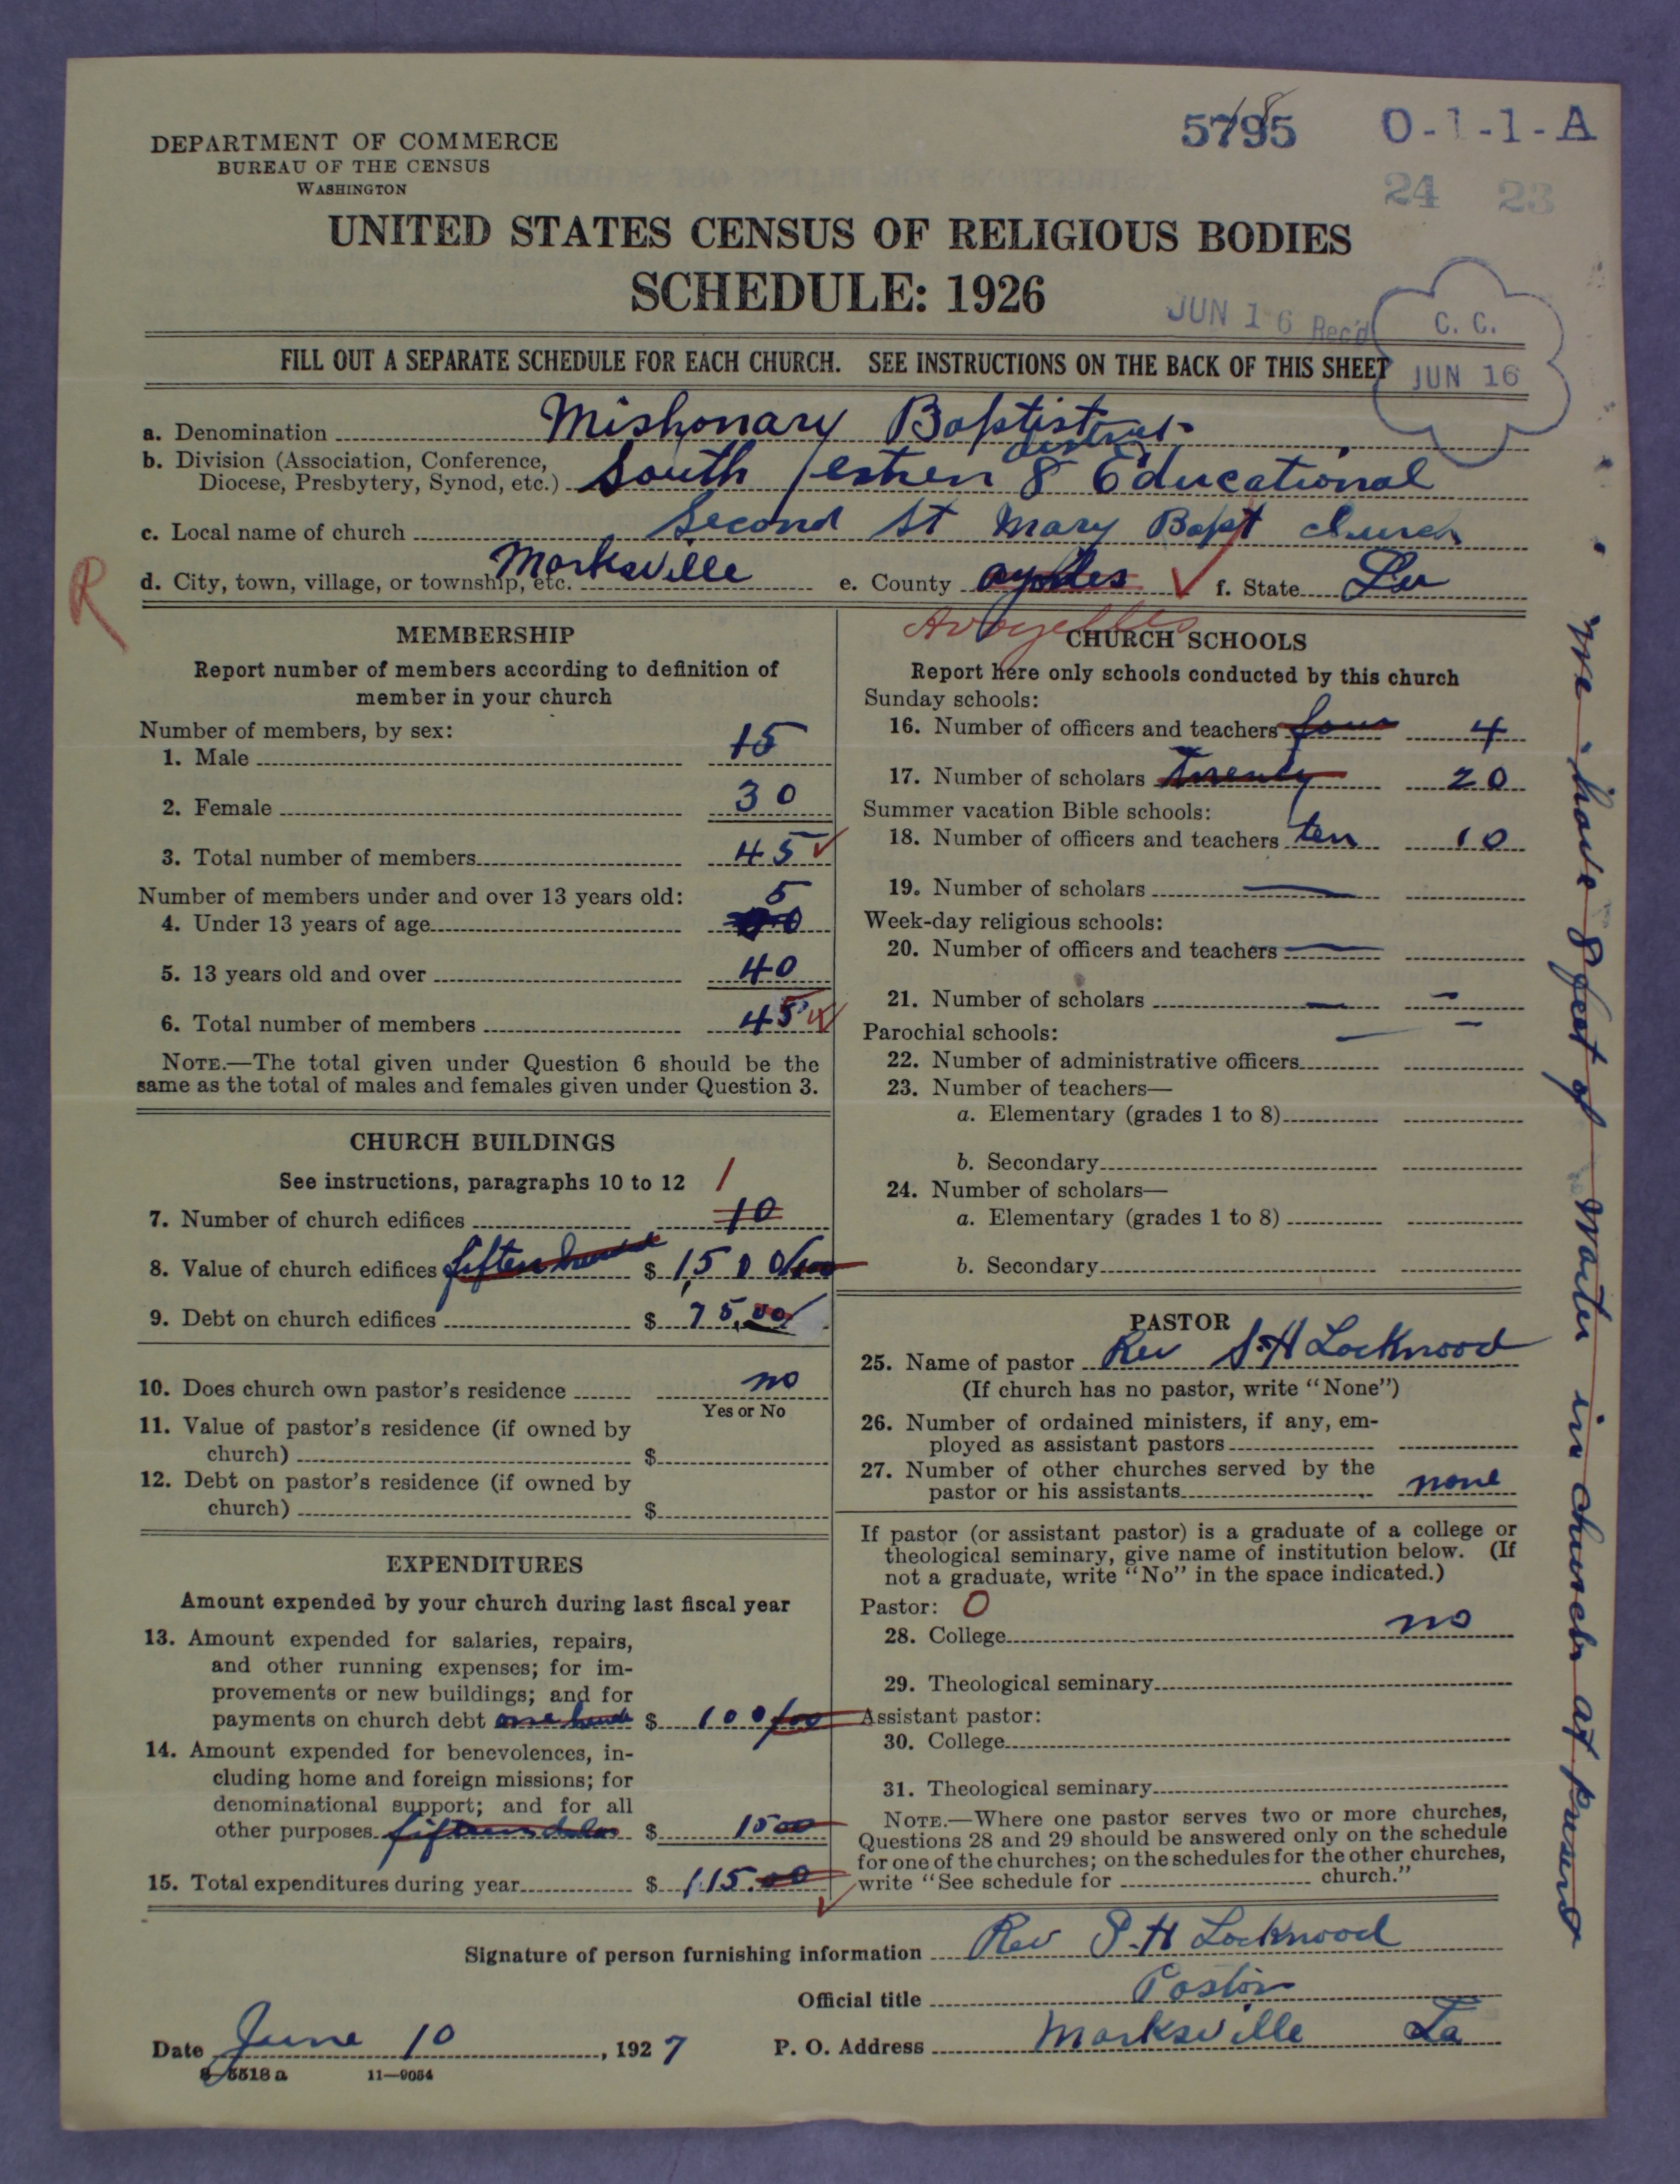 5795 O-1-1-A
DEPARTMENT OF COMMERCE
BUREAU OF THE CENSUS
WASHINGTON
24 23
UNITED STATES CENSUS OF RELIGIOUS BODIES
SCHEDULE: 1926
JUN 16 Rec'd
C. C.
JUN 16
FILL OUT A SEPARATE SCHEDULE FOR EACH CHURCH. SEE INSTRUCTIONS ON THE BACK OF THIS SHEET
a. Denomination Mishonary Baptist
b. Division (Association, Conference,
Diocese, Presbytery, Synod, etc.) South & Educational
c. Local name of church Second St Mary Bapt church
d. City, town, village, or township, etc. Marksville e. County f. State La
Avoyelles
R
MEMBERSHIP
Report number of members according to definition of
member in your church
Number of members, by sex:
1. Male 15
2. Female 30
3. Total number of members 45
Number of members under and over 13 years old:
4. Under 13 years of age 5
5. 13 years old and over 40
6. Total number of members 45
NOTE.—The total given under Question 6 should be the
same as the total of males and females given under Question 3.
CHURCH BUILDINGS
See instructions, paragraphs 10 to 12
1
7. Number of church edifices 10
8. Value of church edifices fifteen $ 1,500/100
9. Debt on church edifices $ 75.00/
10. Does church own pastor's residence no
Yes or No
11. Value of pastor's residence (if owned by
church) $
12. Debt on pastor's residence (if owned by
church) $
EXPENDITURES
Amount expended by your church during last fiscal year
13. Amount expended for salaries, repairs,
and other running expenses; for im-
provements or new buildings; and for
payments on church debt one $ 100/00
14. Amount expended for benevolences, in-
cluding home and foreign missions; for
denominational support; and for all
other purposes fifteen $ 1500
15. Total expenditures during year $ 115.00
CHURCH SCHOOLS
Report here only schools conducted by this church
Sunday schools:
16. Number of officers and teachers four 4
17. Number of scholars Twenty 20
Summer vacation Bible schools:
18. Number of officers and teachers ten 10
19. Number of scholars —
Week-day religious schools:
20. Number of officers and teachers —
21. Number of scholars — –
Parochial schools: — –
22. Number of administrative officers
23. Number of teachers—
a. Elementary (grades 1 to 8)
b. Secondary
24. Number of scholars—
a. Elementary (grades 1 to 8)
b. Secondary
PASTOR
25. Name of pastor Rev S.H Lockwood
(If church has no pastor, write "None")
26. Number of ordained ministers, if any, em-
ployed as assistant pastors
27. Number of other churches served by the
pastor or his assistants none
If pastor (or assistant pastor) is a graduate of a college or
theological seminary, give name of institution below. (If
not a graduate, write "No" in the space indicated.)
Pastor: O
28. College no
29. Theological seminary
Assistant pastor:
30. College
31. Theological seminary
NOTE.—Where one pastor serves two or more churches,
Questions 28 and 29 should be answered only on the schedule
for one of the churches; on the schedules for the other churches,
write "See schedule for church."
Signature of person furnishing information Rev S-H Lockwood
Official title Pastor
Date June 10, 1927 P. O. Address Marksville La
8-5518 a 11—9054
we have 8 feet of water in church at